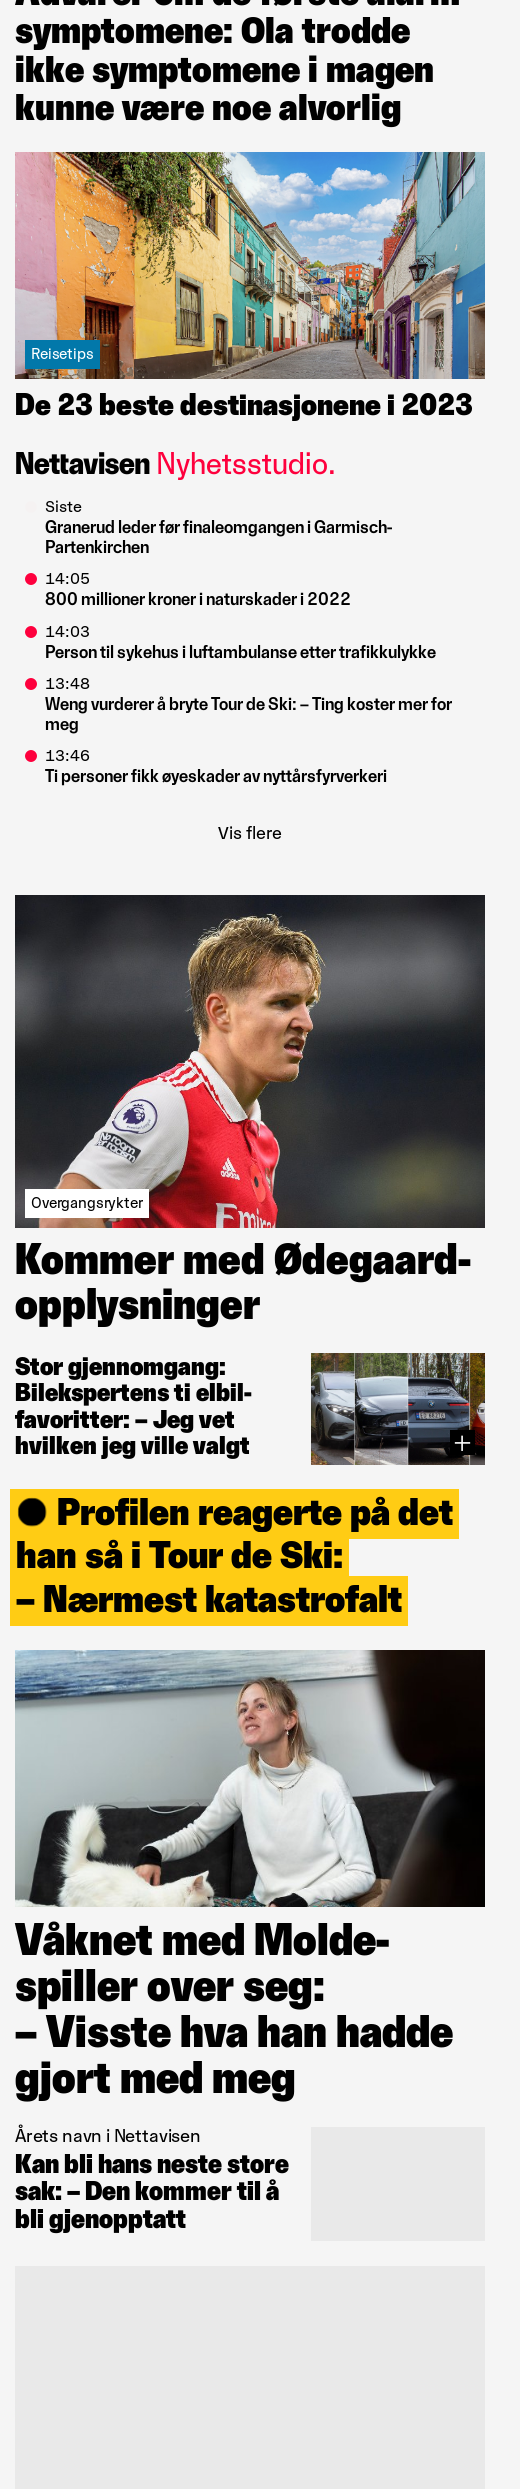 symptomene: Ola trodde
ikke symptomene i magen
kunne være noe alvorlig
Reisetips
De 23 beste destinasjonene i 2023
Nettavisen Nyhetsstudio.
Siste
Granerud leder før finaleomgangen i Garmisch-
Partenkirchen
14:05
800 millioner kroner i naturskader i 2022
14:03
Person til sykehus i luftambulanse etter trafikkulykke
13:48
Weng vurderer å bryte Tour de Ski: – Ting koster mer for
meg
13:46
Ti personer fikk øyeskader av nyttårsfyrverkeri
Vis flere
adidas
Overgangsrykter
Kommer med Ødegaard-
opplysninger
Stor gjennomgang:
Bilekspertens ti elbil-
favoritter: – Jeg vet
hvilken jeg ville valgt
Profilen reagerte på det
han så i Tour de Ski:
– Nærmest katastrofalt
Våknet med Molde-
spiller over seg:
– Visste hva han hadde
gjort med meg
Årets navn i Nettavisen
Kan bli hans neste store
sak: – Den kommer til å
bli gjenopptatt